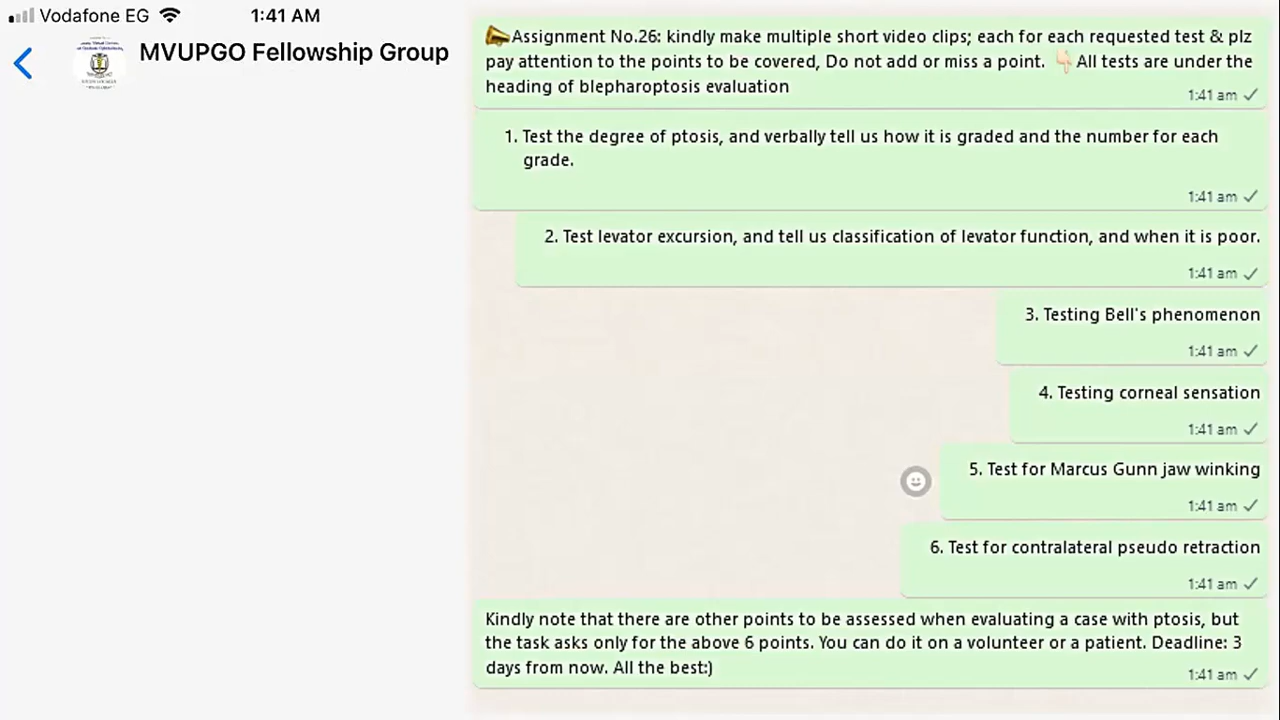 Vodafone EG
1:41 AM
MVUPGO Fellowship Group
📣Assignment No.26: kindly make multiple short video clips, each for each requested test & plz
pay attention to the points to be covered, Do not add or miss a point. 👇🏻All tests are under the
heading of blepharoptosis evaluation
1:41 am
1. Test the degree of ptosis, and verbally tell us how it is graded and the number for each
grade.
1:41 am
2. Test levator excursion, and tell us classification of levator function, and when it is poor.
1:41 am
3. Testing Bell's phenomenon
1:41 am
4. Testing corneal sensation
1:41 am
5. Test for Marcus Gunn jaw winking
1:41 am
6. Test for contralateral pseudo retraction
1:41 am
Kindly note that there are other points to be assessed when evaluating a case with ptosis, but
the task asks only for the above 6 points. You can do it on a volunteer or a patient. Deadline: 3
days from now. All the best:)
1:41 am